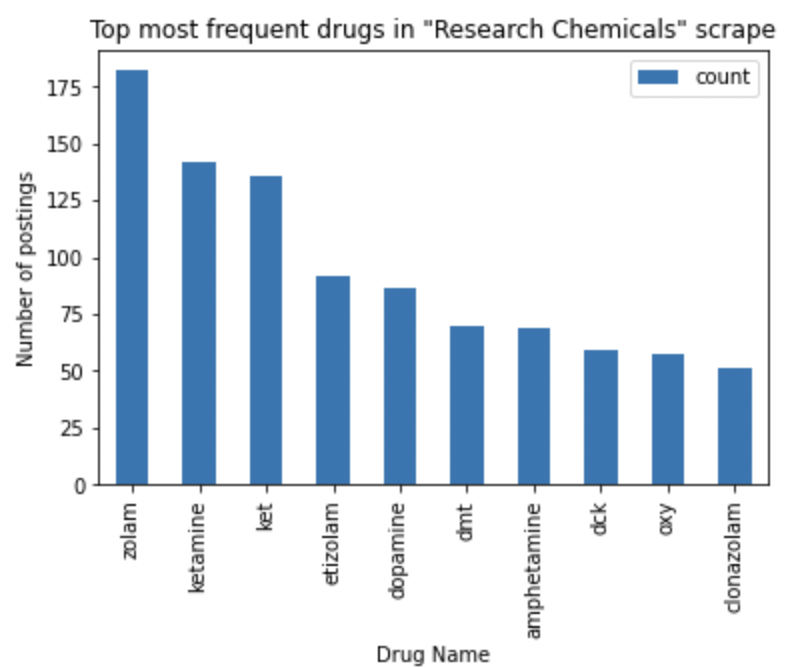 Top most frequent drugs in "Research Chemicals" scrape
count
175
150
125
100
75
50
25
0
Number of postings
zolam
ketamine
ket
etizolam
dopamine
dmt
amphetamine
dck
oxy
clonazolam
Drug Name